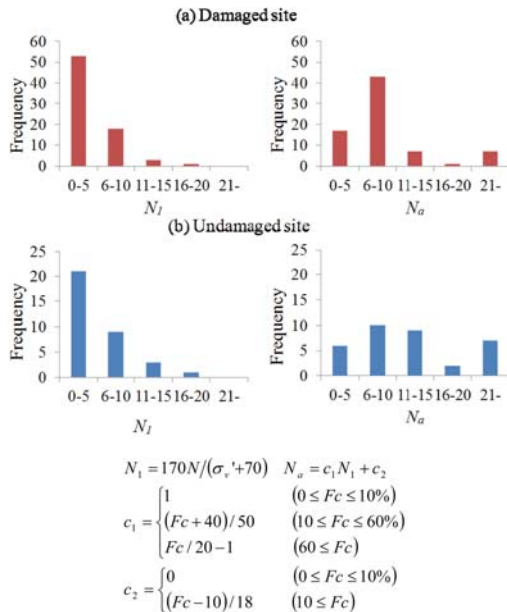 (a) Damaged site
Frequency
60
50
40
30
20
10
0
0-5 6-10 11-15 16-20 21-
N₁
Frequency
60
50
40
30
20
10
0
0-5 6-10 11-15 16-20 21-
Nₐ
(b) Undamaged site
Frequency
25
20
15
10
5
0
0-5 6-10 11-15 16-20 21-
N₁
Frequency
25
20
15
10
5
0
0-5 6-10 11-15 16-20 21-
Nₐ
N₁ = 170N/(σᵥ'+70) Nₐ = c₁N₁ + c₂
c₁ = { 1 (0 ≤ Fc ≤ 10%)
(Fc + 40)/50 (10 ≤ Fc ≤ 60%)
Fc / 20 – 1 (60 ≤ Fc)
c₂ = { 0 (0 ≤ Fc ≤ 10%)
(Fc – 10)/18 (10 ≤ Fc)